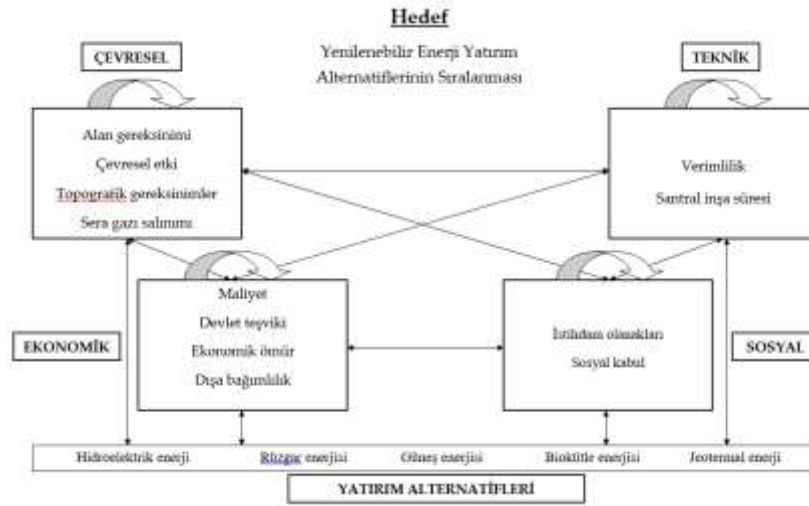 Hedef
Yenilenebilir Enerji Yatırım
Alternatiflerinin Sıralanması
ÇEVRESEL
TEKNİK
Alan gereksinimi
Çevresel etki
Topografik gereksinimler
Sera gazı salınımı
Verimlilik
Santral inşa süresi
EKONOMİK
Maliyet
Devlet teşviki
Ekonomik ömür
Dışa bağımlılık
İstihdam olanakları
Sosyal kabul
SOSYAL
Hidroelektrik enerji Rüzgar enerjisi Güneş enerjisi Biokütle enerjisi Jeotermal enerji
YATIRIM ALTERNATİFLERİ